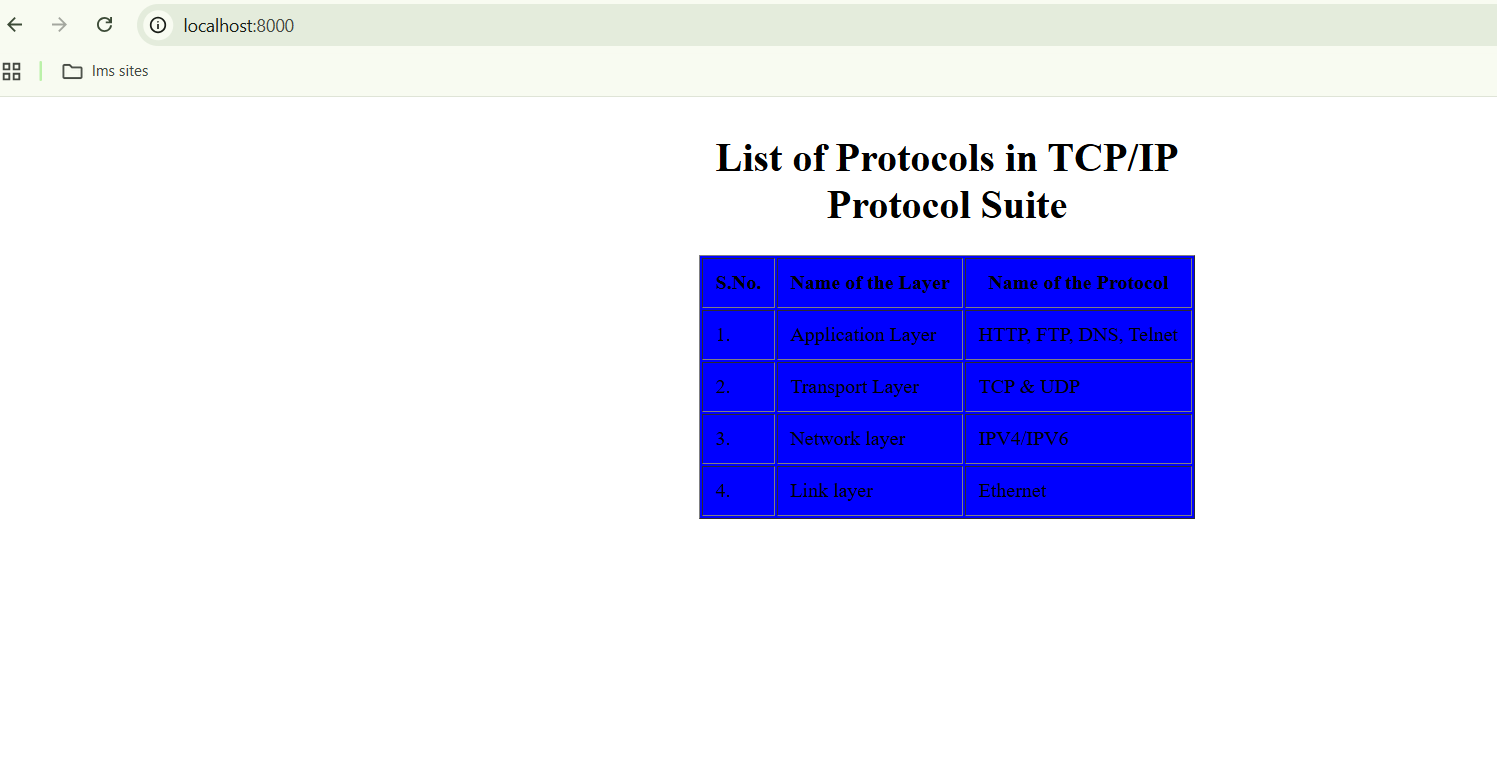 localhost:8000
lms sites
List of Protocols in TCP/IP
Protocol Suite
S.No. Name of the Layer Name of the Protocol
1. Application Layer HTTP, FTP, DNS, Telnet
2. Transport Layer TCP & UDP
3. Network layer IPV4/IPV6
4. Link layer Ethernet